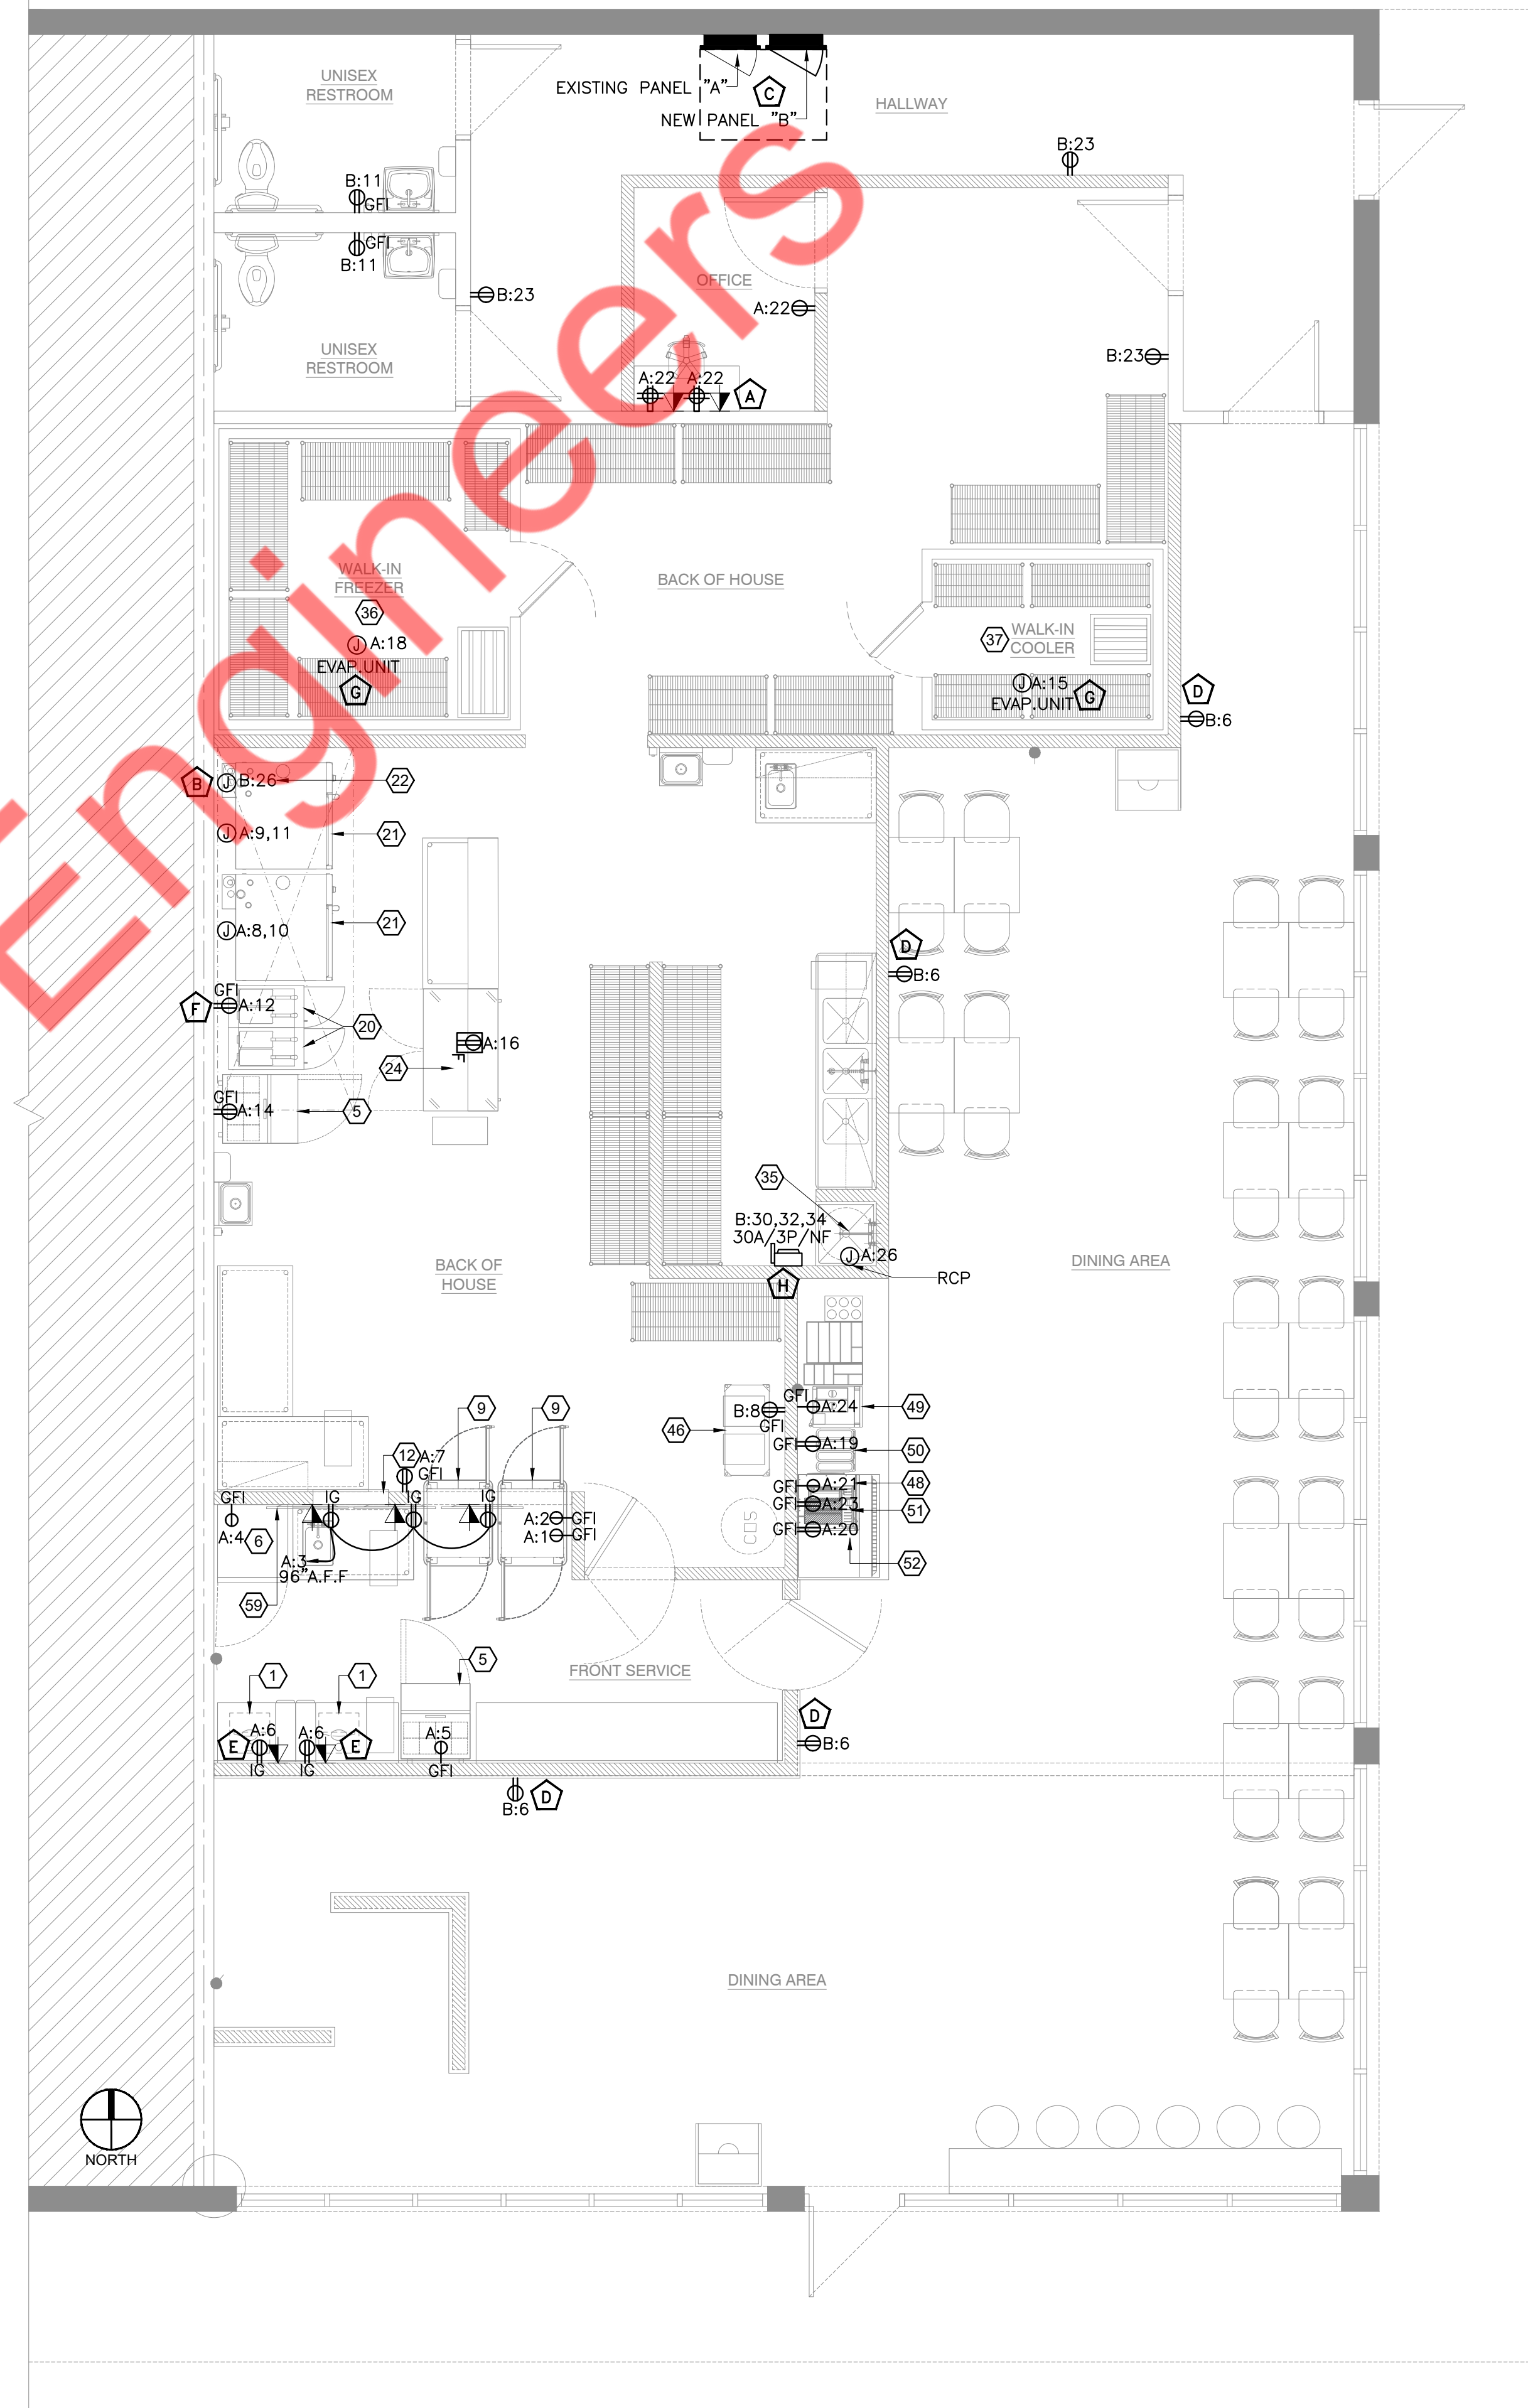 UNISEX
RESTROOM
EXISTING PANEL "A"
C
NEW PANEL "B"
HALLWAY
B:23
B:11
GFI
GFI
B:11
B:23
OFFICE
A:22
UNISEX
RESTROOM
B:23
A:22
A:22
A
WALK-IN
FREEZER
36
J A:18
EVAP.UNIT
G
BACK OF HOUSE
37
WALK-IN
COOLER
J A:15
EVAP.UNIT
G
D
B:6
B
J B:26
22
J A:9,11
21
J A:8,10
21
D
B:6
GFI
F
A:12
20
A:16
24
GFI
A:14
5
35
B:30,32,34
30A/3P/NF
J A:26
H
RCP
BACK OF
HOUSE
DINING AREA
9
9
46
B:8
GFI
GFI
A:24
49
GFI
A:19
50
12
A:7
GFI
GFI
A:21
48
GFI
A:23
51
GFI
A:20
52
GFI
IG
IG
IG
A:4
6
A:2
GFI
A:1
GFI
A:3
96"A.F.F
59
CO2
1
1
5
FRONT SERVICE
E
A:6
A:6
E
A:5
IG
IG
GFI
D
B:6
B:6
D
DINING AREA
NORTH
Engineers